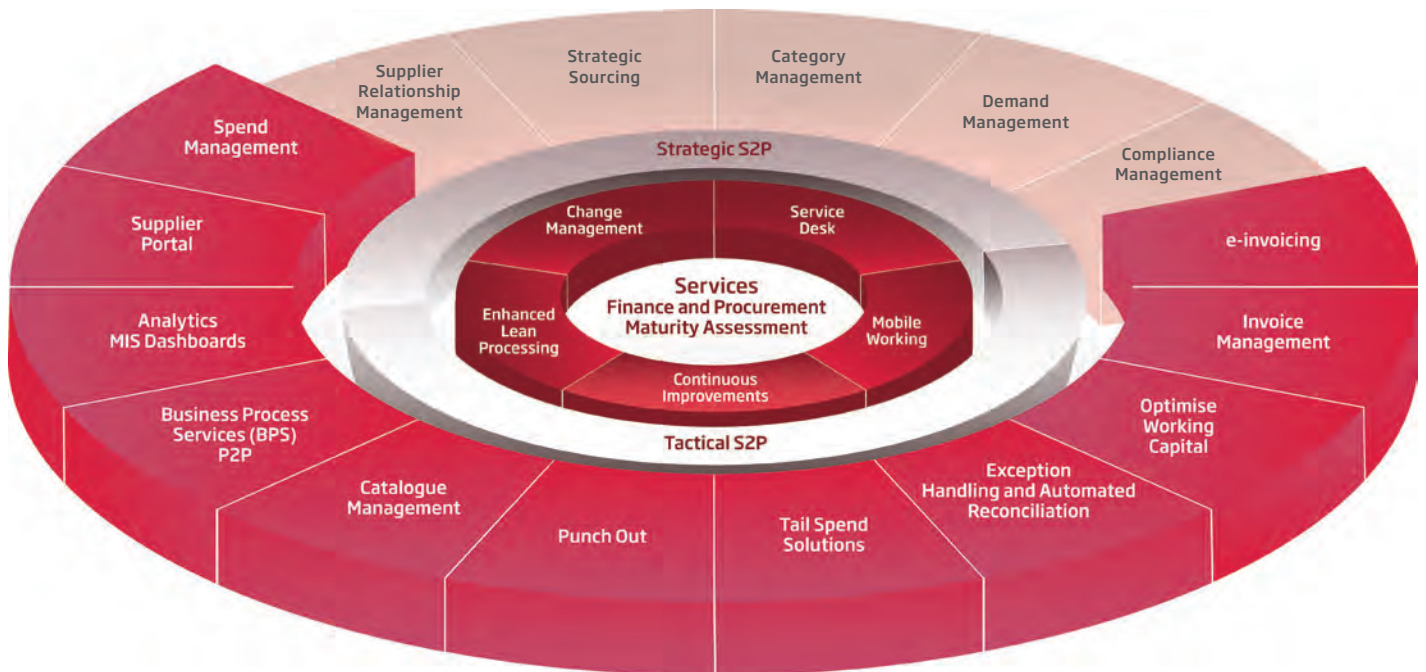 Strategic
Sourcing
Category
Management
Supplier
Relationship
Management
Demand
Management
Spend
Management
Compliance
Management
Strategic S2P
Supplier
Portal
Change
Management
Service
Desk
e-invoicing
Services
Finance and Procurement
Maturity Assessment
Analytics
MIS Dashboards
Enhanced
Lean
Processing
Mobile
Working
Invoice
Management
Continuous
Improvements
Business Process
Services (BPS)
P2P
Tactical S2P
Optimise
Working
Capital
Catalogue
Management
Exception
Handling and Automated
Reconciliation
Punch Out
Tail Spend
Solutions